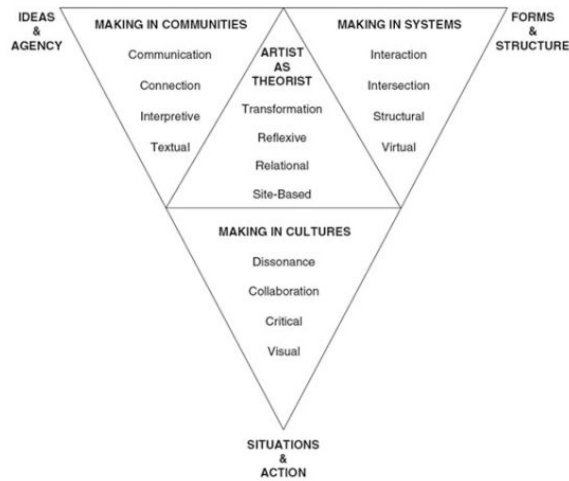 IDEAS
&
AGENCY
MAKING IN COMMUNITIES
Communication
Connection
Interpretive
Textual
ARTIST
AS
THEORIST
Transformation
Reflexive
Relational
Site-Based
MAKING IN SYSTEMS
Interaction
Intersection
Structural
Virtual
FORMS
&
STRUCTURE
MAKING IN CULTURES
Dissonance
Collaboration
Critical
Visual
SITUATIONS
&
ACTION